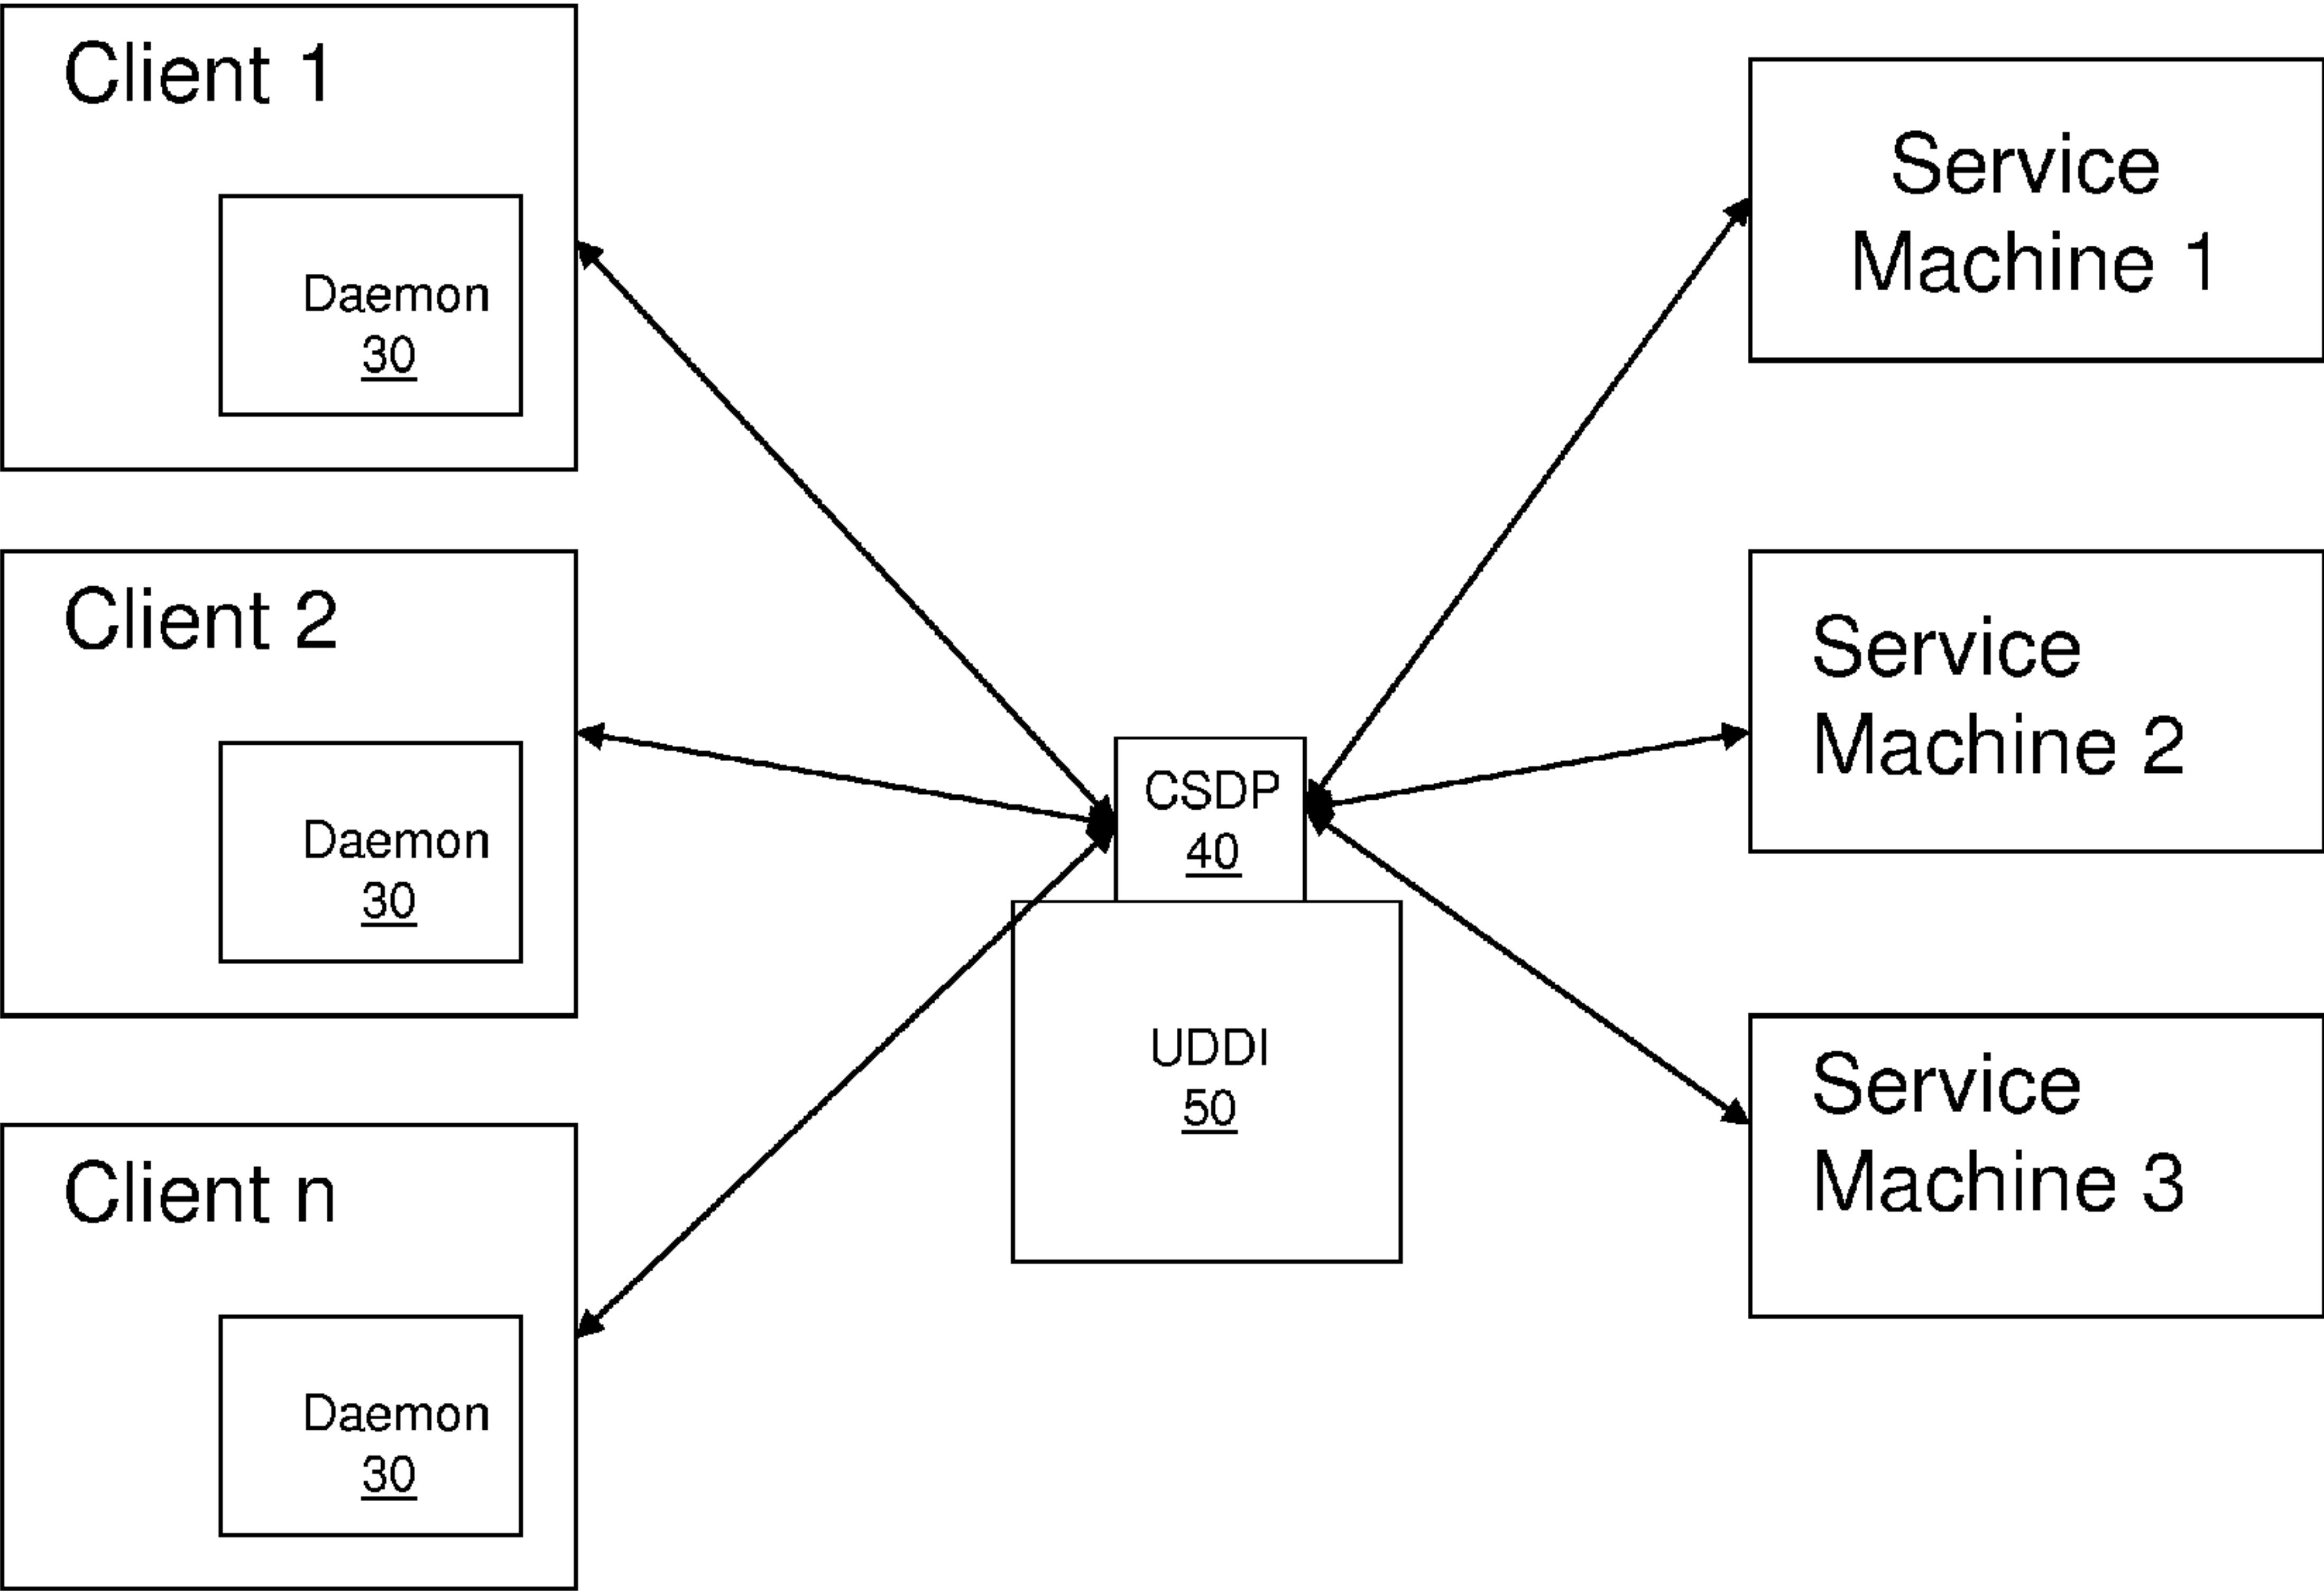 Client 1
Daemon
30
Client 2
Daemon
30
Client n
Daemon
30
CSDP
40
UDDI
50
Service
Machine 1
Service
Machine 2
Service
Machine 3